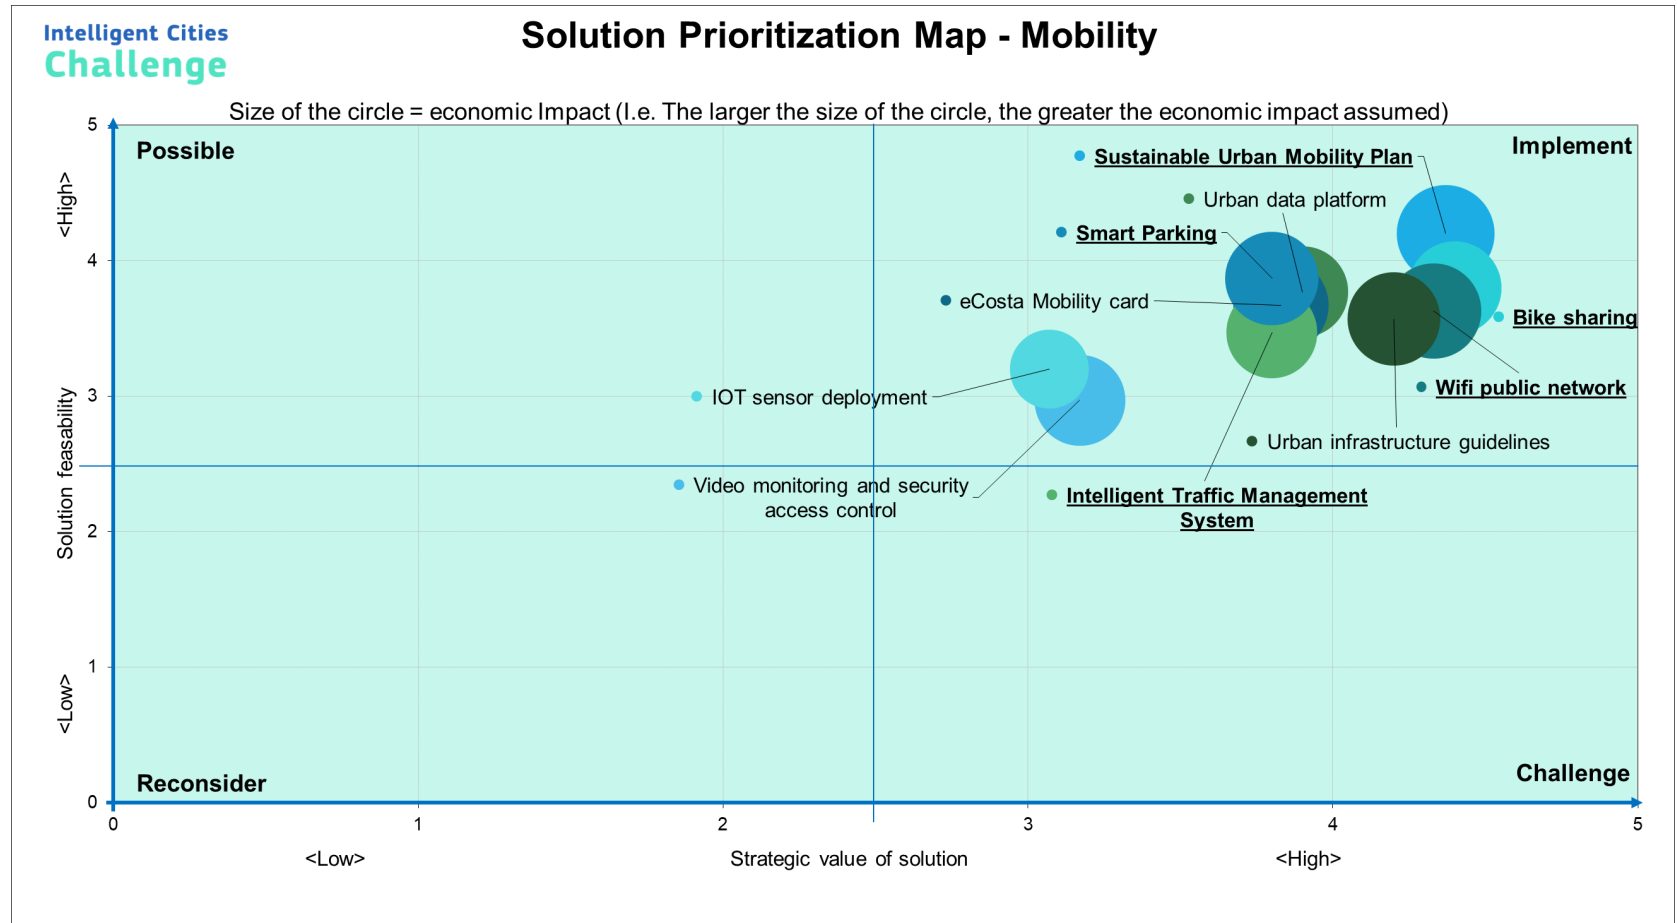 Intelligent Cities
Challenge
Solution Prioritization Map - Mobility
Size of the circle = economic Impact (I.e. The larger the size of the circle, the greater the economic impact assumed)
Possible
Implement
Sustainable Urban Mobility Plan
Urban data platform
Smart Parking
eCosta Mobility card
Bike sharing
IOT sensor deployment
Wifi public network
Urban infrastructure guidelines
Video monitoring and security
access control
Intelligent Traffic Management
System
Reconsider
Challenge
5
4
3
2
1
0
<High>
Solution feasability
<Low>
0
1
2
3
4
5
<Low>
Strategic value of solution
<High>